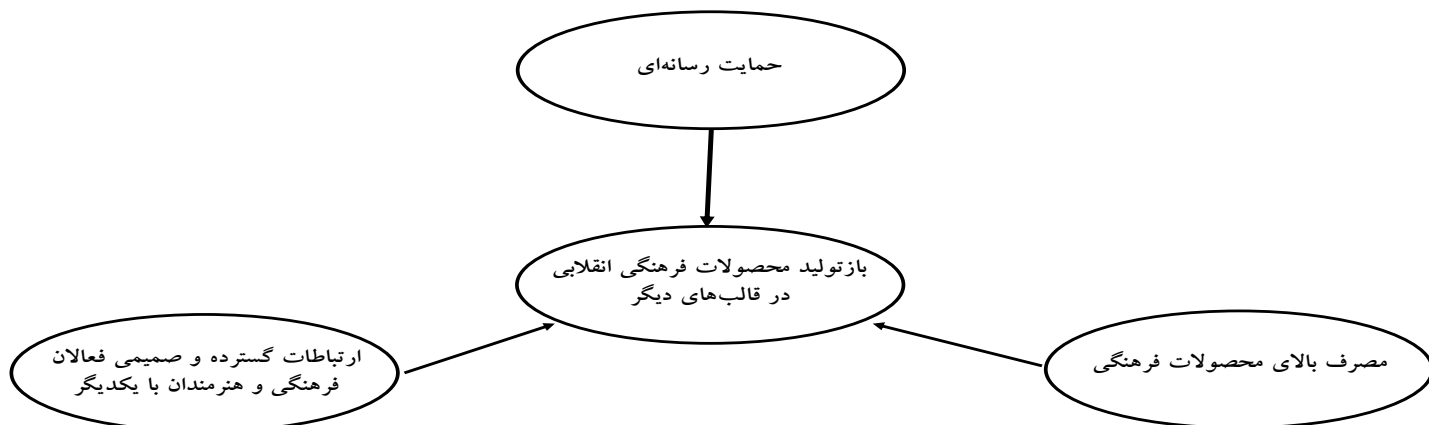 حمایت رسانه‌ای
بازتولید محصولات فرهنگی انقلابی
در قالب‌های دیگر
مصرف بالای محصولات فرهنگی
ارتباطات گسترده و صمیمی فعالان
فرهنگی و هنرمندان با یکدیگر